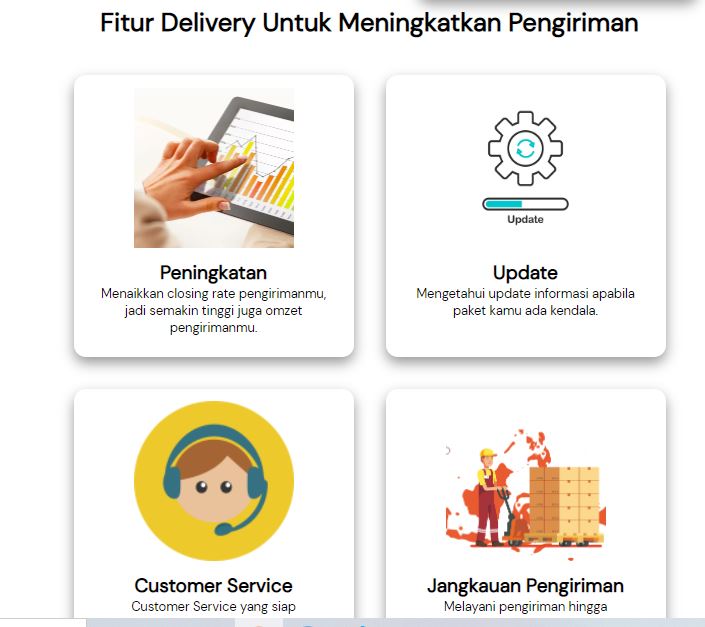 Fitur Delivery Untuk Meningkatkan Pengiriman
Update
Peningkatan
Menaikkan closing rate pengirimanmu,
jadi semakin tinggi juga omzet
pengirimanmu.
Update
Mengetahui update informasi apabila
paket kamu ada kendala.
Customer Service
Customer Service yang siap
Jangkauan Pengiriman
Melayani pengiriman hingga